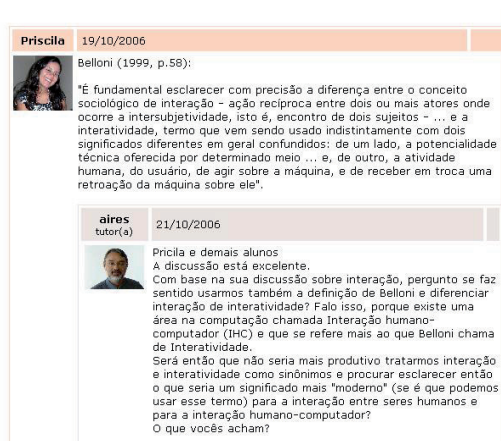 Priscila 19/10/2006
Belloni (1999, p.58):
"É fundamental esclarecer com precisão a diferença entre o conceito
sociológico de interação - ação recíproca entre dois ou mais atores onde
ocorre a intersubjetividade, isto é, encontro de dois sujeitos - ... e a
interatividade, termo que vem sendo usado indistintamente com dois
significados diferentes em geral confundidos: de um lado, a potencialidade
técnica oferecida por determinado meio ... e, de outro, a atividade
humana, do usuário, de agir sobre a máquina, e de receber em troca uma
retroação da máquina sobre ele".
aires
tutor(a)
21/10/2006
Pricila e demais alunos
A discussão está excelente.
Com base na sua discussão sobre interação, pergunto se faz
sentido usarmos também a definição de Belloni e diferenciar
interação de interatividade? Falo isso, porque existe uma
área na computação chamada Interação humano-
computador (IHC) e que se refere mais ao que Belloni chama
de Interatividade.
Será então que não seria mais produtivo tratarmos interação
e interatividade como sinônimos e procurar esclarecer então
o que seria um significado mais "moderno" (se é que podemos
usar esse termo) para a interação entre seres humanos e
para a interação humano-computador?
O que vocês acham?